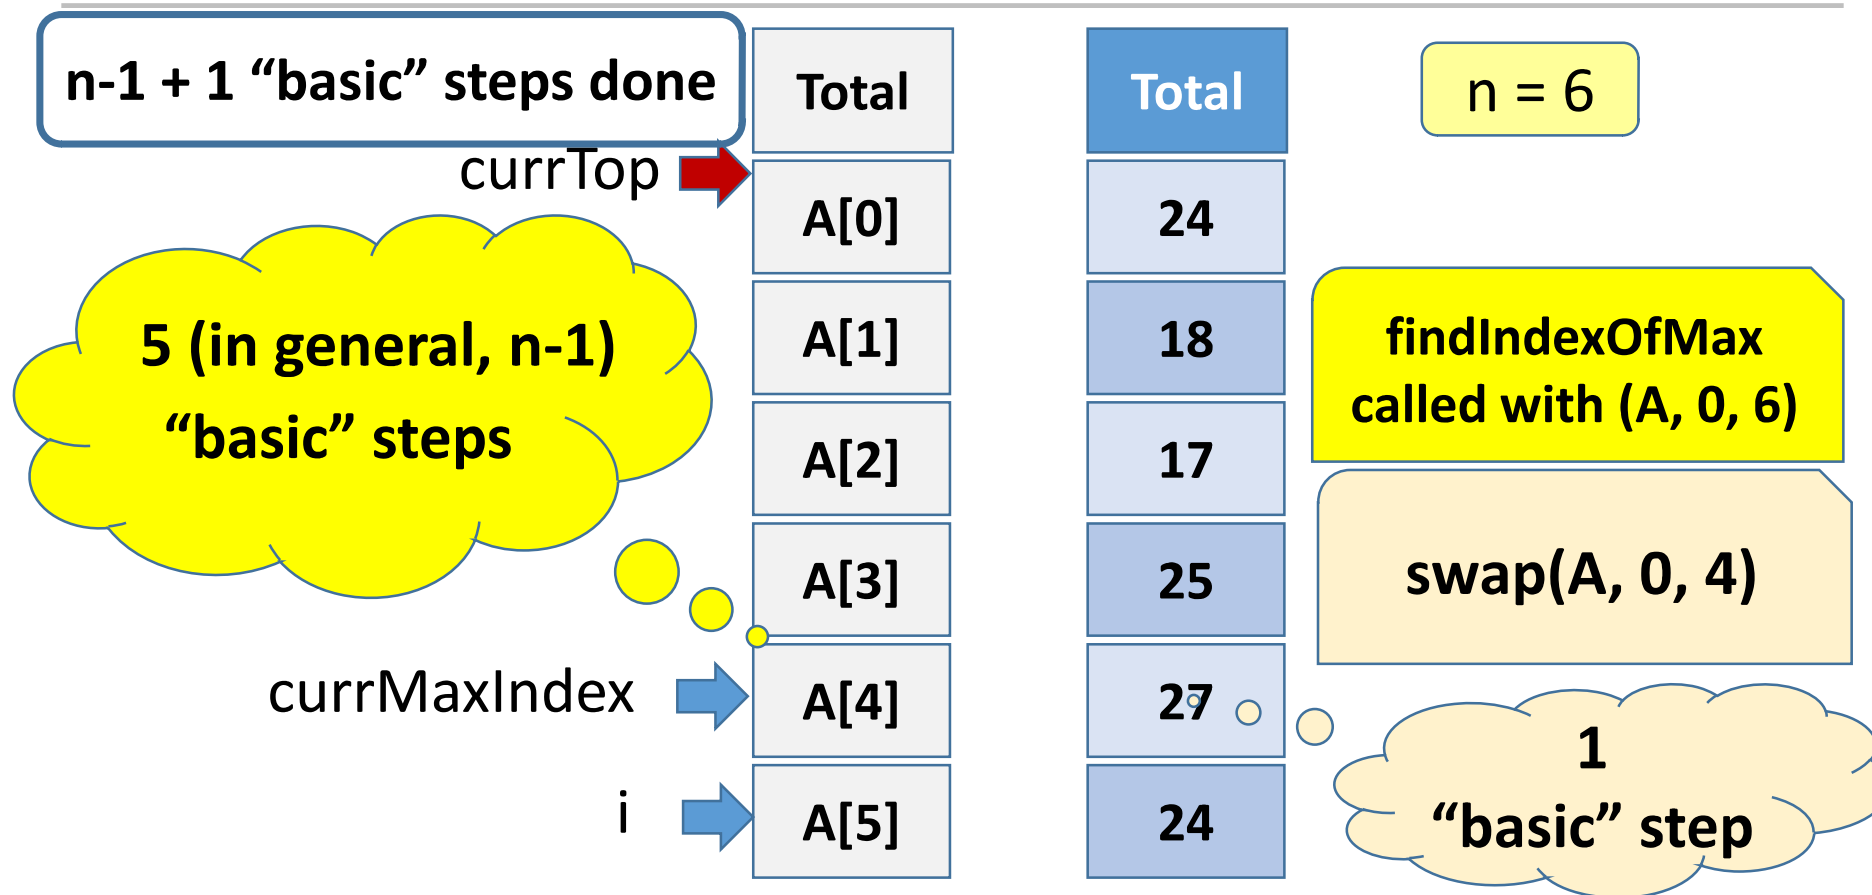 n-1 + 1 “basic” steps done
Total
Total
n = 6
currTop
A[0]
24
5 (in general, n-1)
“basic” steps
A[1]
18
findIndexOfMax
called with (A, 0, 6)
A[2]
17
A[3]
25
swap(A, 0, 4)
currMaxIndex
A[4]
27
1
“basic” step
i
A[5]
24